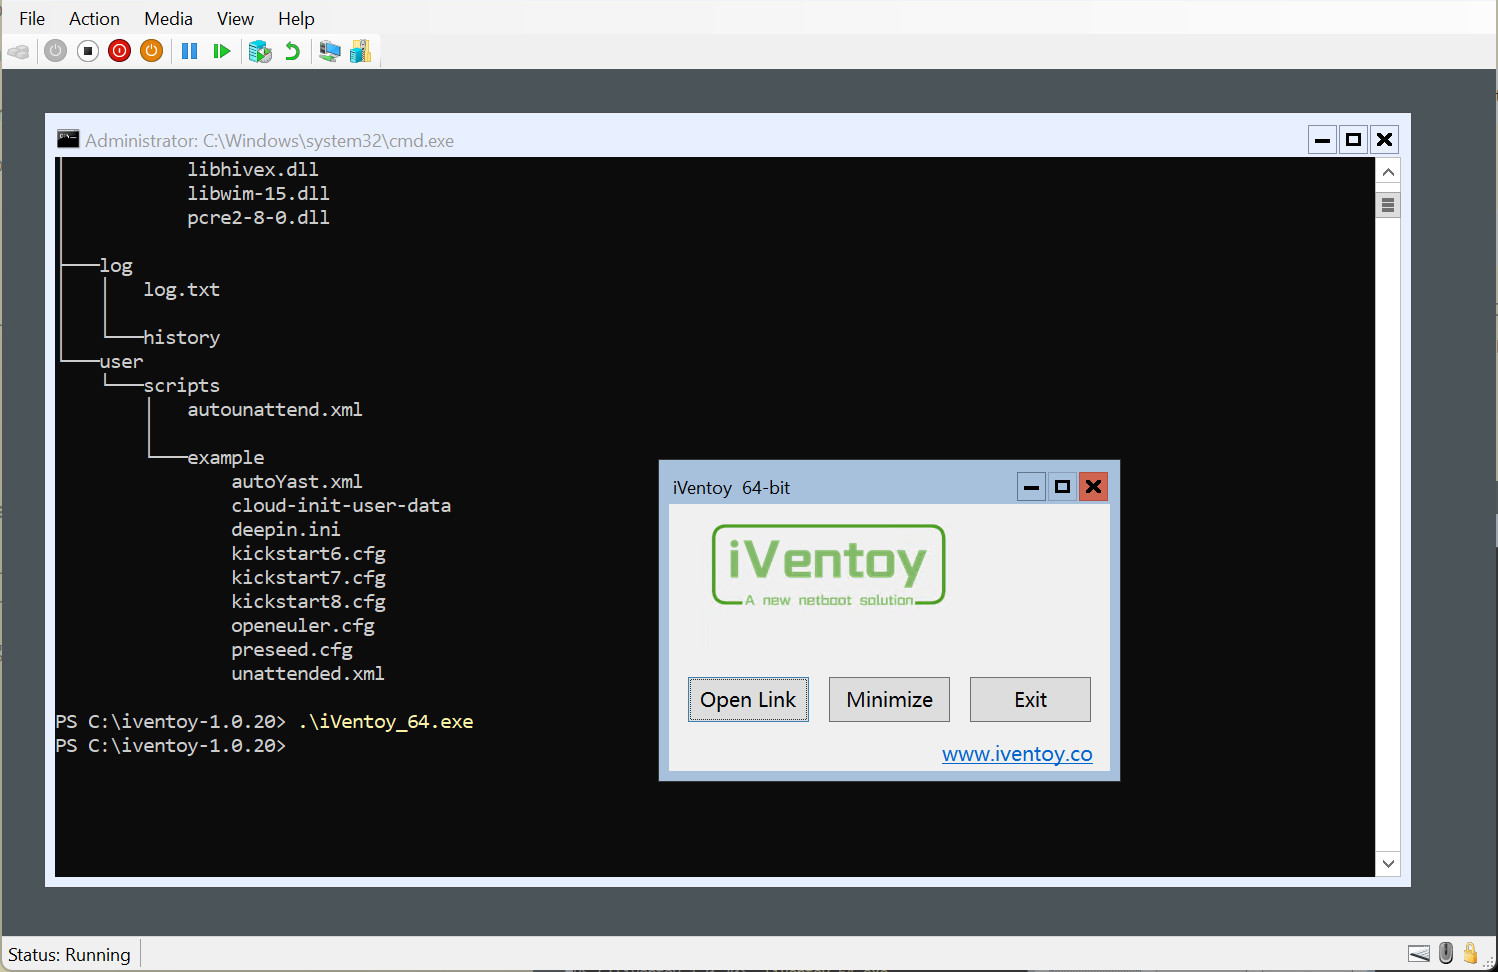 File Action Media View Help
Administrator: C:\Windows\system32\cmd.exe
libhivex.dll
libwim-15.dll
pcre2-8-0.dll
log
log.txt
history
user
scripts
autounattend.xml
example
autoYast.xml
cloud-init-user-data
deepin.ini
kickstart6.cfg
kickstart7.cfg
kickstart8.cfg
openeuler.cfg
preseed.cfg
unattended.xml
PS C:\iventoy-1.0.20> .\iVentoy_64.exe
PS C:\iventoy-1.0.20>
iVentoy 64-bit
iVentoy
A new netboot solution
Open Link Minimize Exit
www.iventoy.co
Status: Running